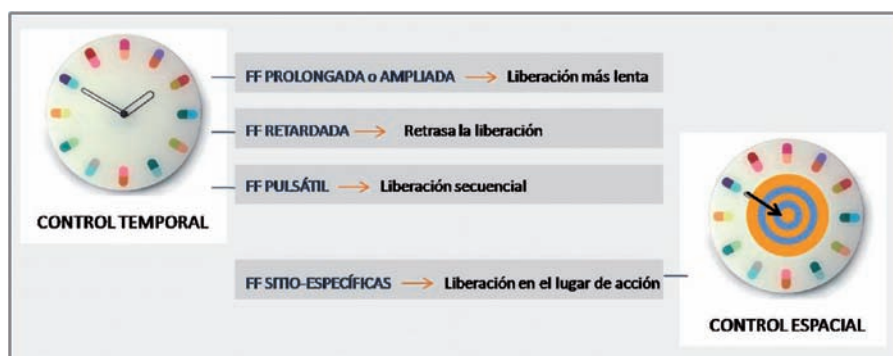 FF PROLONGADA o AMPLIADA → Liberación más lenta
FF RETARDADA → Retrasa la liberación
FF PULSÁTIL → Liberación secuencial
CONTROL TEMPORAL
FF SITIO-ESPECÍFICAS → Liberación en el lugar de acción
CONTROL ESPACIAL